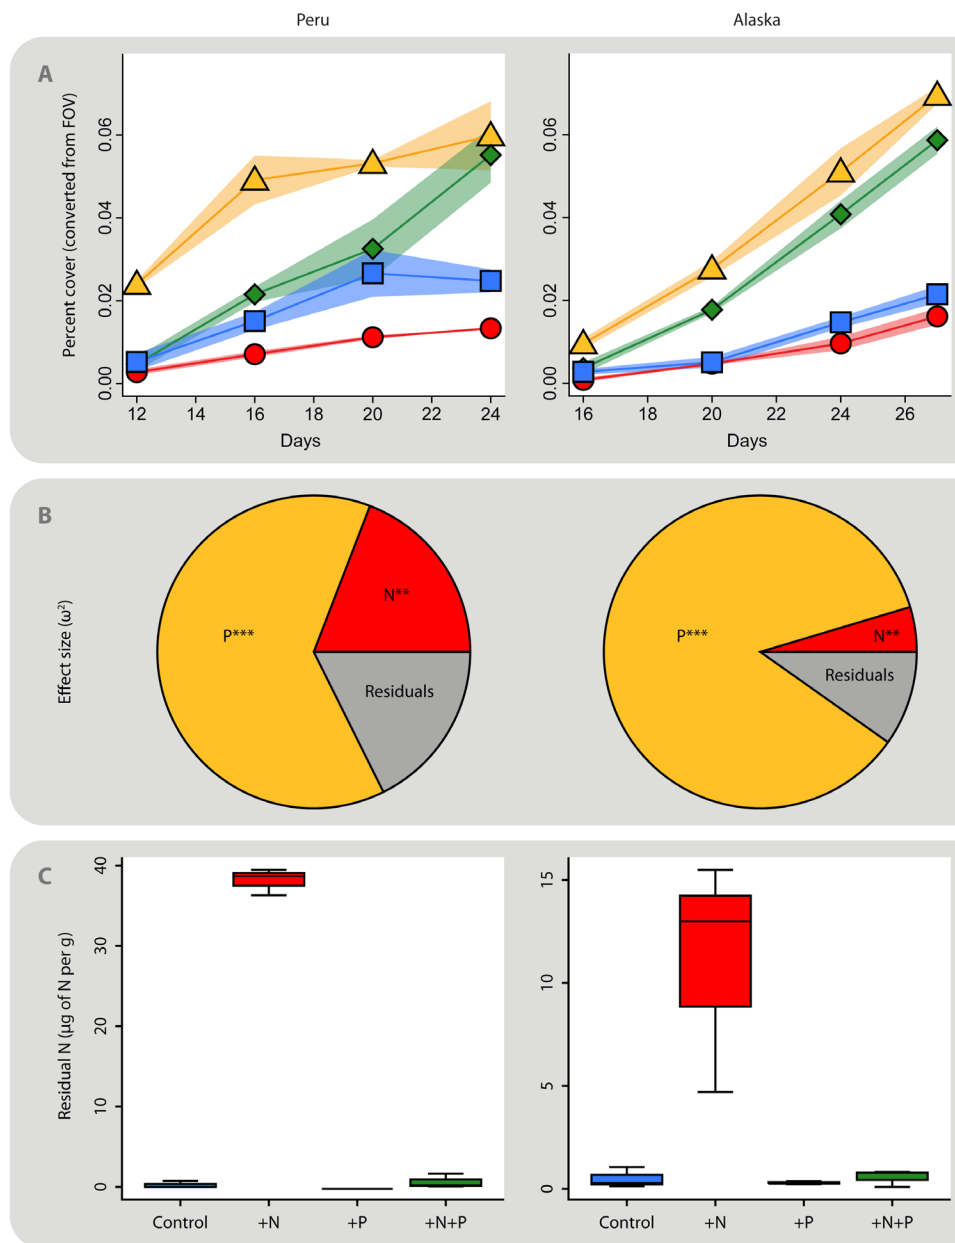 Peru
Alaska
A
Percent cover (converted from FOV)
0.06
0.04
0.02
0.00
12 14 16 18 20 22 24
Days
0.06
0.04
0.02
0.00
16 18 20 22 24 26
Days
B
Effect size (ω²)
P***
N**
Residuals
P***
N**
Residuals
C
Residual N (µg of N per g)
40
30
20
10
0
Control +N +P +N+P
15
10
5
0
Control +N +P +N+P